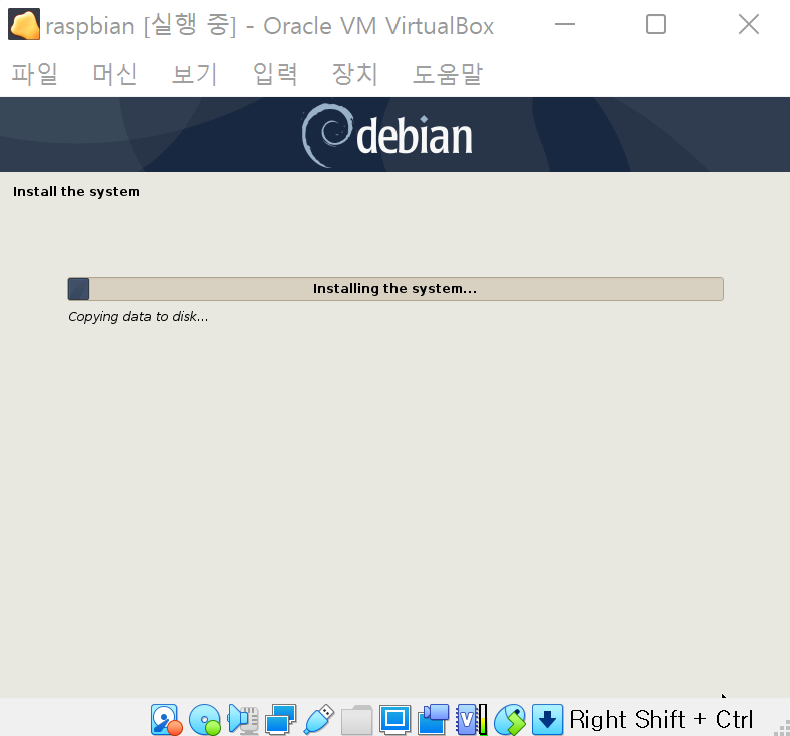 raspbian [실행 중] - Oracle VM VirtualBox
파일 머신 보기 입력 장치 도움말
debian
Install the system
Installing the system...
Copying data to disk...
V
Right Shift + Ctrl